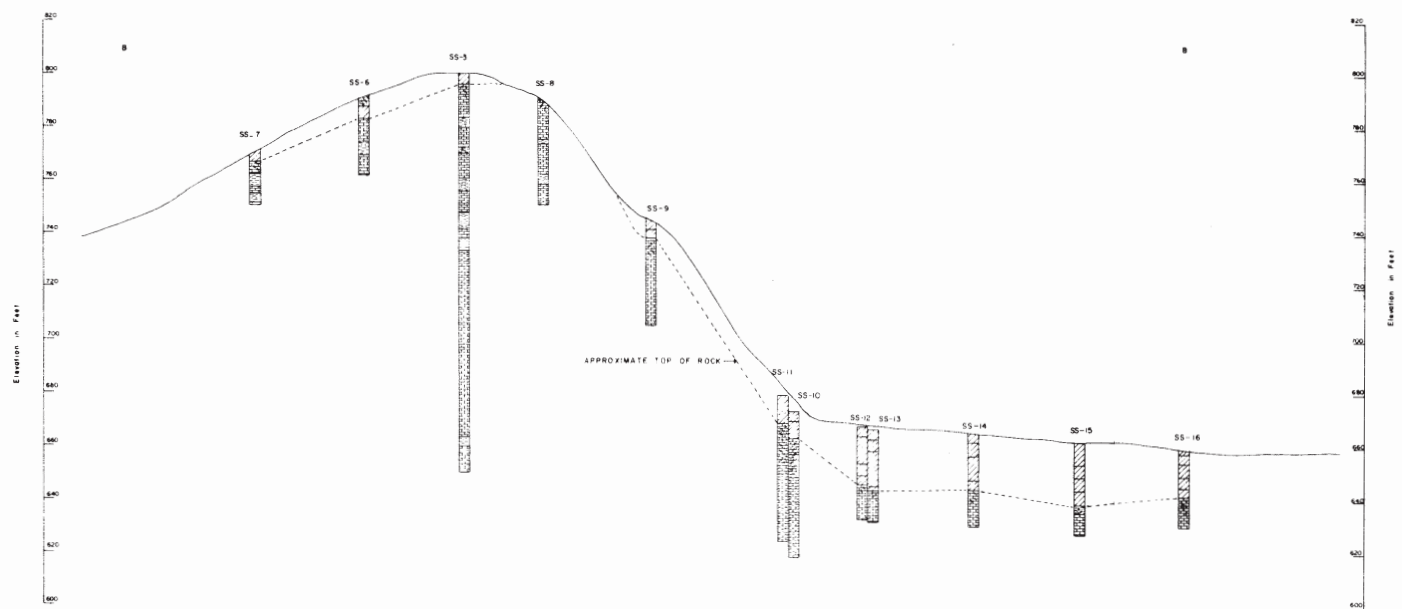 820
820
B
B
SS-5
800
800
SS-6
SS-8
780
780
SS-7
760
760
SS-9
740
740
720
720
Elevation in Feet
Elevation in Feet
700
700
APPROXIMATE TOP OF ROCK
SS-11
680
680
SS-10
SS-12
SS-13
SS-14
SS-15
SS-16
660
660
640
640
620
620
600
600